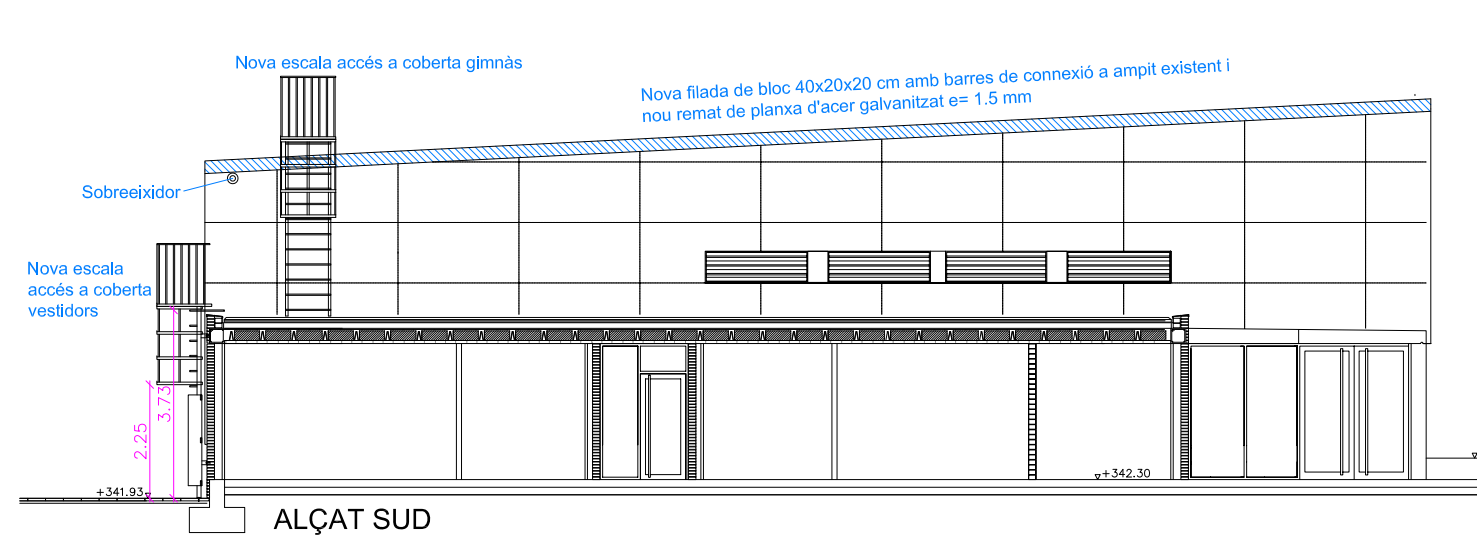 Nova escala accés a coberta gimnàs
Nova filada de bloc 40x20x20 cm amb barres de connexió a ampit existent i
nou remat de planxa d'acer galvanitzat e= 1.5 mm
Sobreeixidor
Nova escala
accés a coberta
vestidors
3.73
2.25
+341.93
+342.30
ALÇAT SUD